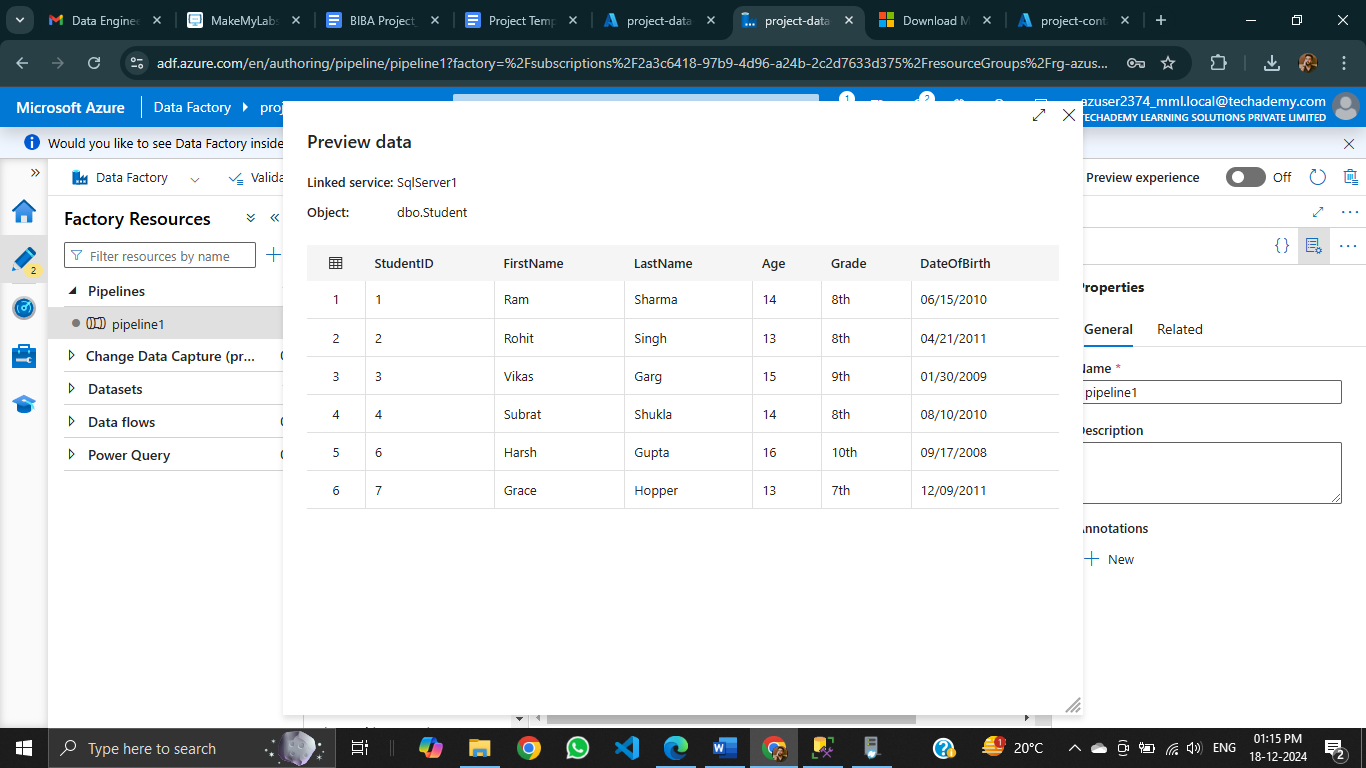 Data Engine
MakeMyLabs
BIBA Project_
Project Temp
project-data
project-data
Download M
project-cont
adf.azure.com/en/authoring/pipeline/pipeline1?factory=%2Fsubscriptions%2F2a3c6418-97b9-4d96-a24b-2c2d7633d375%2FresourceGroups%2Frg-azus...
Microsoft Azure
Data Factory
1
2
azuser2374_mml.local@techademy.com
TECHADEMY LEARNING SOLUTIONS PRIVATE LIMITED
Would you like to see Data Factory inside
Data Factory
Valida
Preview experience
Off
Factory Resources
Filter resources by name
2
Pipelines
pipeline1
Change Data Capture (pr...
Datasets
Data flows
Power Query
Preview data
Linked service: SqlServer1
Object: dbo.Student
StudentID FirstName LastName Age Grade DateOfBirth
1 1 Ram Sharma 14 8th 06/15/2010
2 2 Rohit Singh 13 8th 04/21/2011
3 3 Vikas Garg 15 9th 01/30/2009
4 4 Subrat Shukla 14 8th 08/10/2010
5 6 Harsh Gupta 16 10th 09/17/2008
6 7 Grace Hopper 13 7th 12/09/2011
Properties
General Related
Name *
pipeline1
Description
Annotations
New
Type here to search
20°C
ENG
01:15 PM
18-12-2024
2